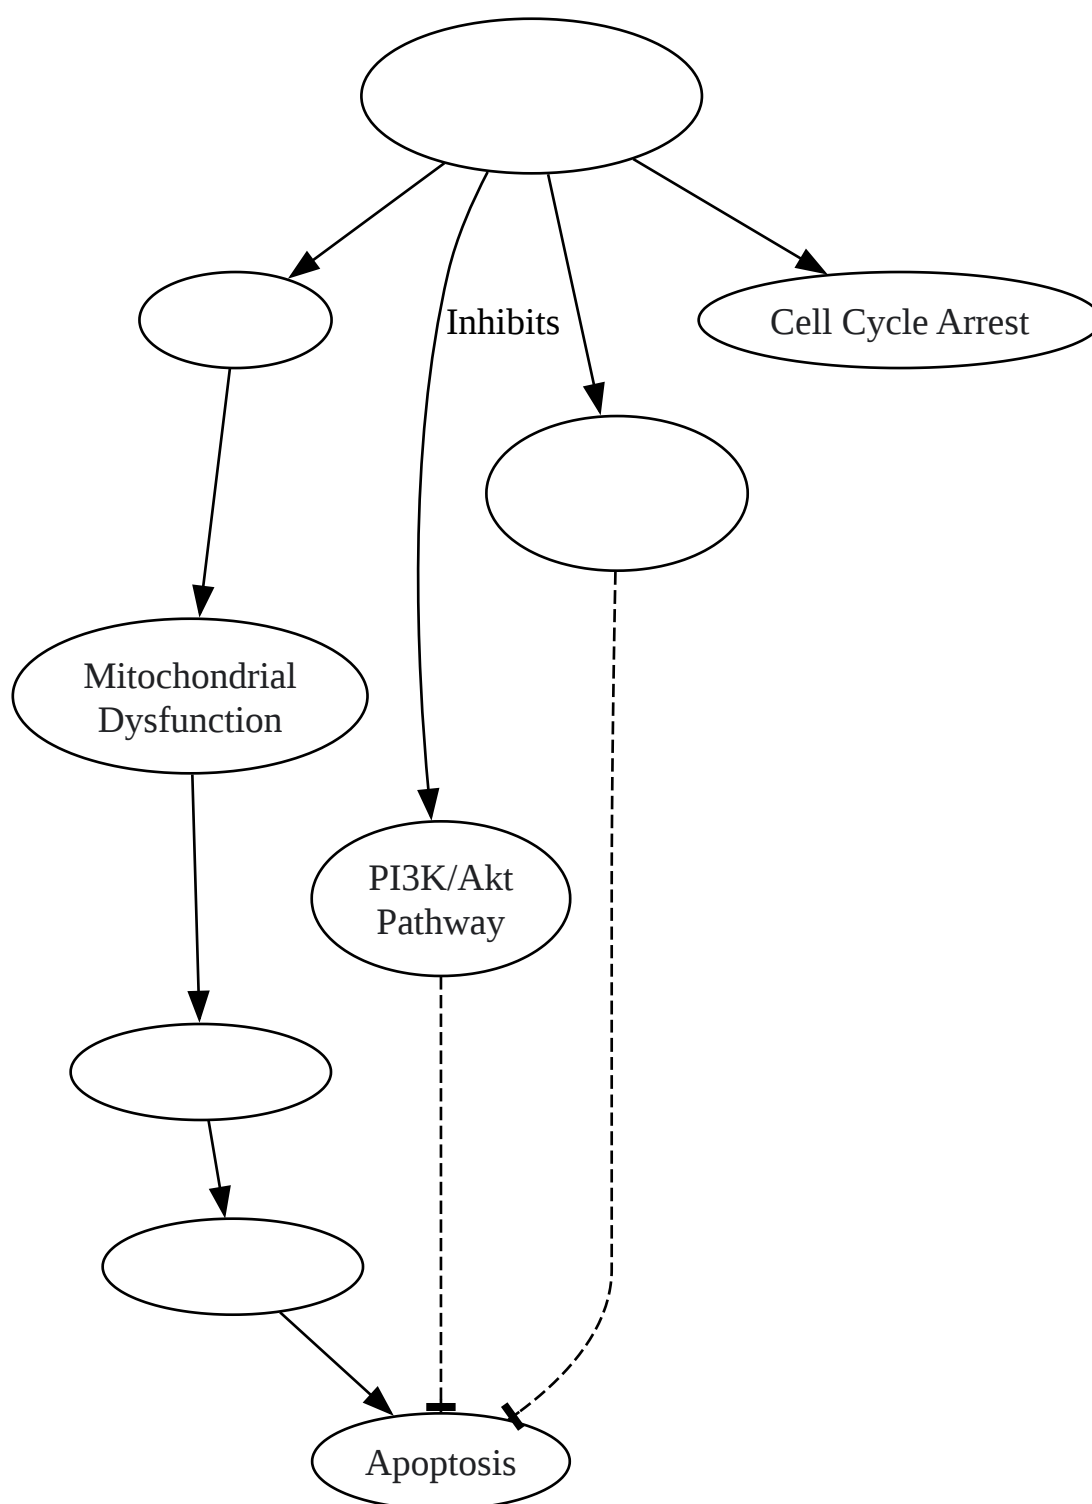 Inhibits
Cell Cycle Arrest
Mitochondrial
Dysfunction
PI3K/Akt
Pathway
Apoptosis